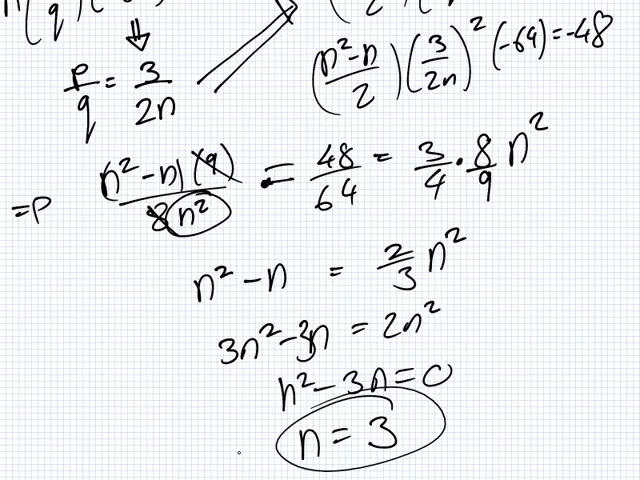 p/q = 3/2n
((n²-n)/2)(3/2n)²(-64)=-48
=P (n²-n)(9)/8n² = 48/64 = 3/4 · 8/9 n²
n²-n = 2/3 n²
3n²-3n = 2n²
n²-3n=0
n=3